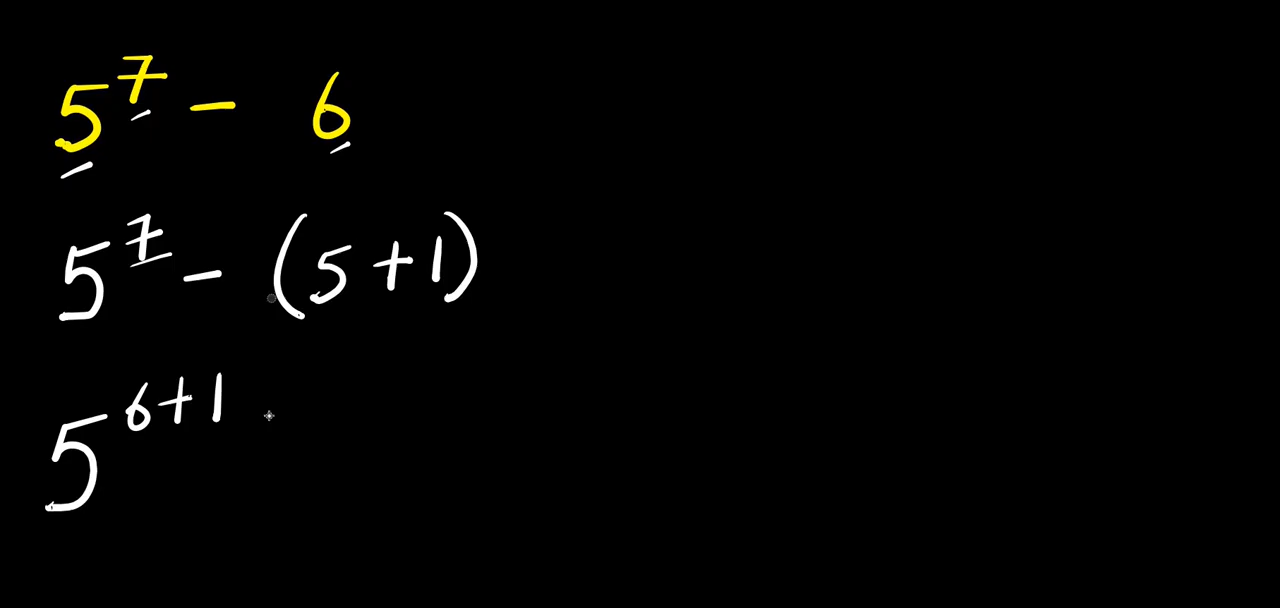 5⁷ - 6
5⁷ - (5 + 1)
5⁶⁺¹